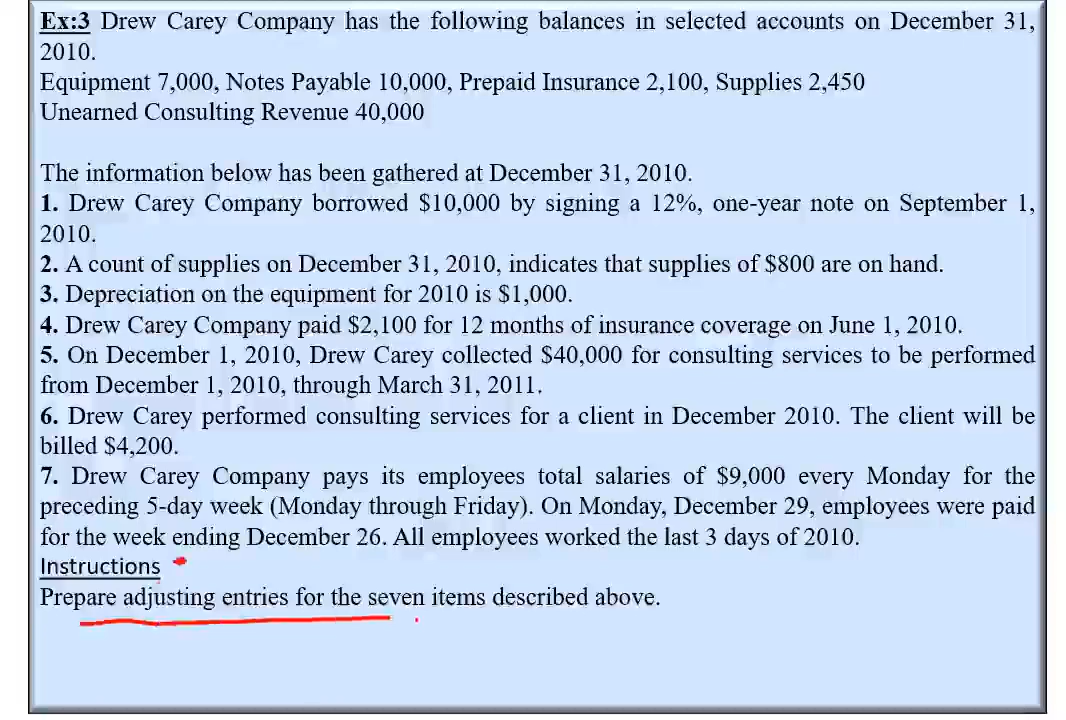 Ex:3 Drew Carey Company has the following balances in selected accounts on December 31,
2010.
Equipment 7,000, Notes Payable 10,000, Prepaid Insurance 2,100, Supplies 2,450
Unearned Consulting Revenue 40,000
The information below has been gathered at December 31, 2010.
1. Drew Carey Company borrowed $10,000 by signing a 12%, one-year note on September 1,
2010.
2. A count of supplies on December 31, 2010, indicates that supplies of $800 are on hand.
3. Depreciation on the equipment for 2010 is $1,000.
4. Drew Carey Company paid $2,100 for 12 months of insurance coverage on June 1, 2010.
5. On December 1, 2010, Drew Carey collected $40,000 for consulting services to be performed
from December 1, 2010, through March 31, 2011.
6. Drew Carey performed consulting services for a client in December 2010. The client will be
billed $4,200.
7. Drew Carey Company pays its employees total salaries of $9,000 every Monday for the
preceding 5-day week (Monday through Friday). On Monday, December 29, employees were paid
for the week ending December 26. All employees worked the last 3 days of 2010.
Instructions
Prepare adjusting entries for the seven items described above.